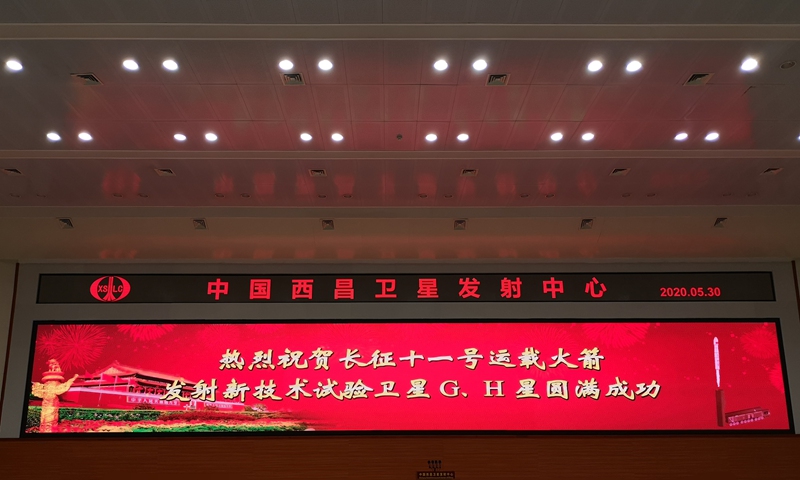 XSLC 中国西昌卫星发射中心 2020.05.30
热烈祝贺长征十一号运载火箭
发射新技术试验卫星G、H星圆满成功